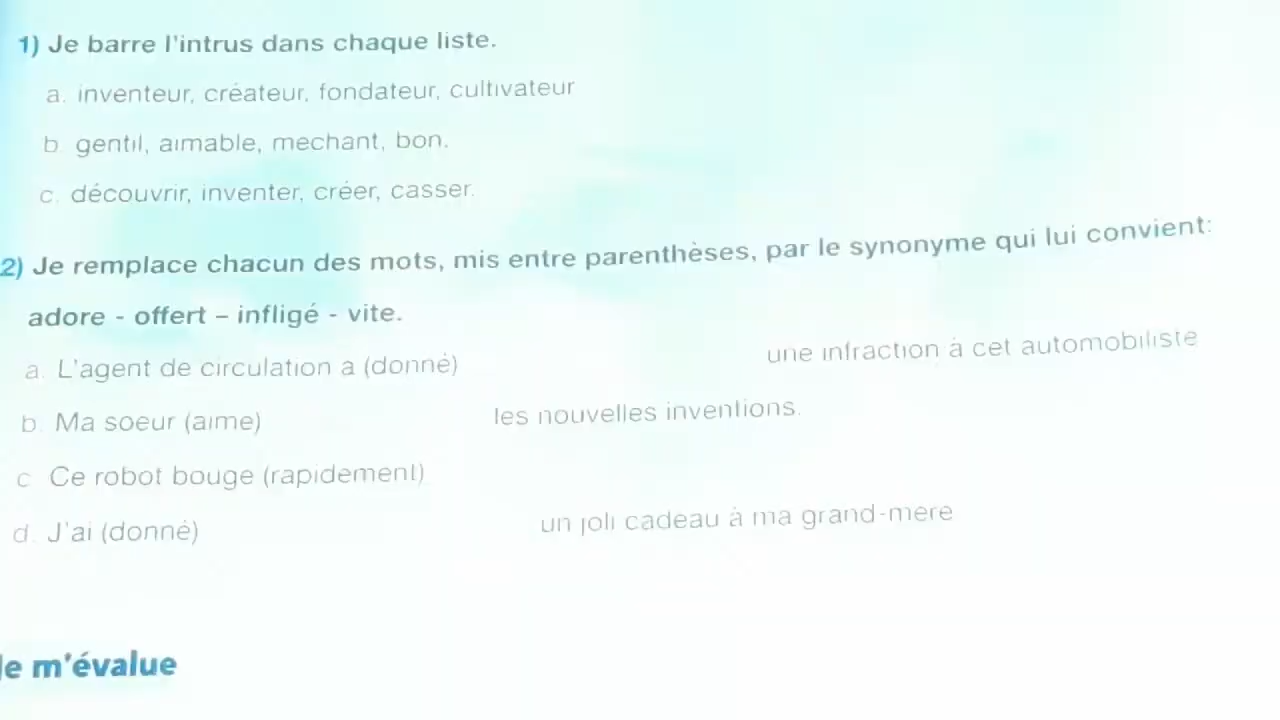 1) Je barre l'intrus dans chaque liste.
a. inventeur, créateur, fondateur, cultivateur
b. gentil, aimable, mechant, bon.
c. découvrir, inventer, créer, casser.
2) Je remplace chacun des mots, mis entre parenthèses, par le synonyme qui lui convient:
adore - offert – infligé - vite.
a. L'agent de circulation a (donné) une infraction à cet automobiliste
b. Ma soeur (aime) les nouvelles inventions.
c Ce robot bouge (rapidement)
d. J'ai (donné) un joli cadeau à ma grand-mere
Je m'évalue